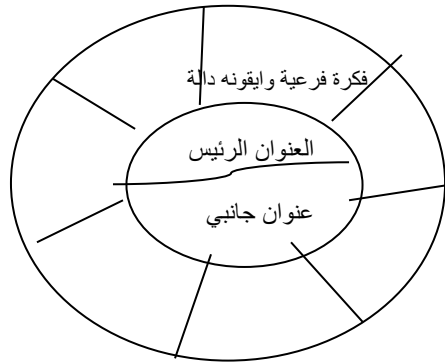 فكرة فرعية وايقونه دالة
العنوان الرئيس
عنوان جانبي